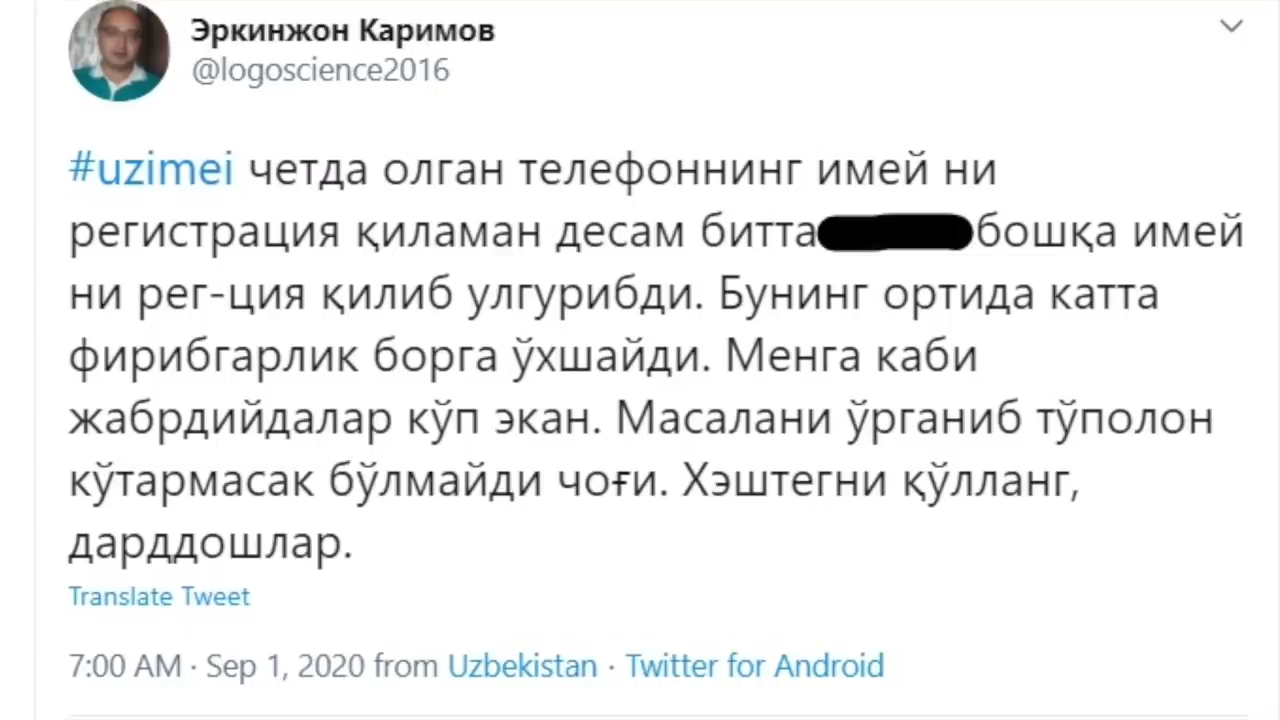 Эркинжон Каримов
@logoscience2016
#uzimei четда олган телефоннинг имей ни
регистрация қиламан десам битта бошқа имей
ни рег-ция қилиб улгурибди. Бунинг ортида катта
фирибгарлик борга ўхшайди. Менга каби
жабрдийдалар кўп экан. Масалани ўрганиб тўполон
кўтармасак бўлмайди чоғи. Хэштегни қўлланг,
дарддошлар.
Translate Tweet
7:00 AM · Sep 1, 2020 from Uzbekistan · Twitter for Android